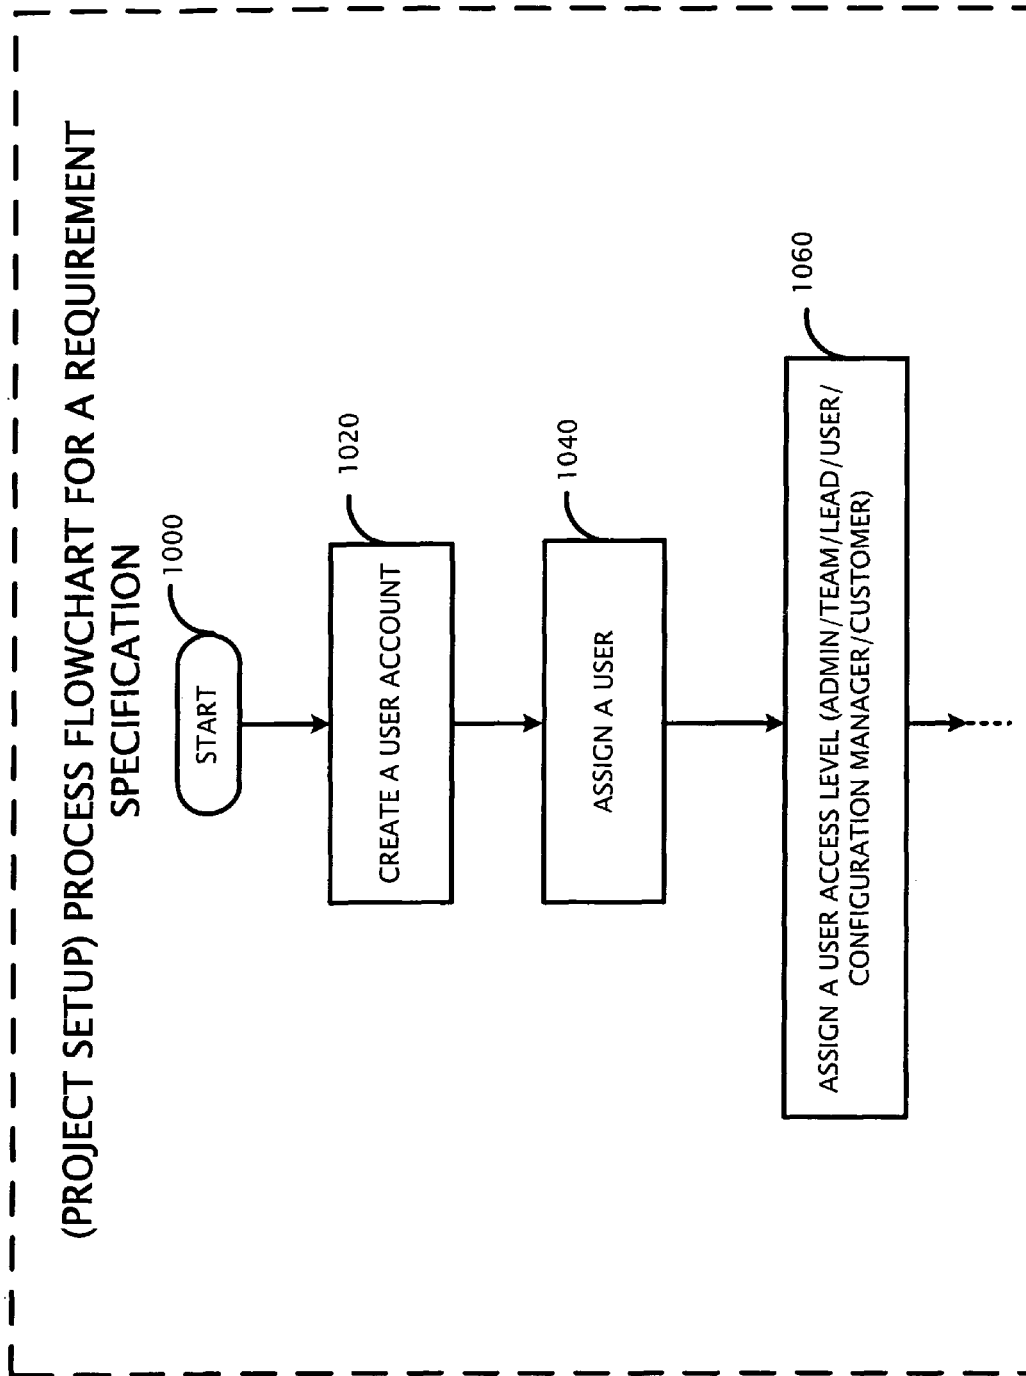 (PROJECT SETUP) PROCESS FLOWCHART FOR A REQUIREMENT
SPECIFICATION
1000
START
1020
CREATE A USER ACCOUNT
1040
ASSIGN A USER
1060
ASSIGN A USER ACCESS LEVEL (ADMIN/TEAM/LEAD/USER/
CONFIGURATION MANAGER/CUSTOMER)